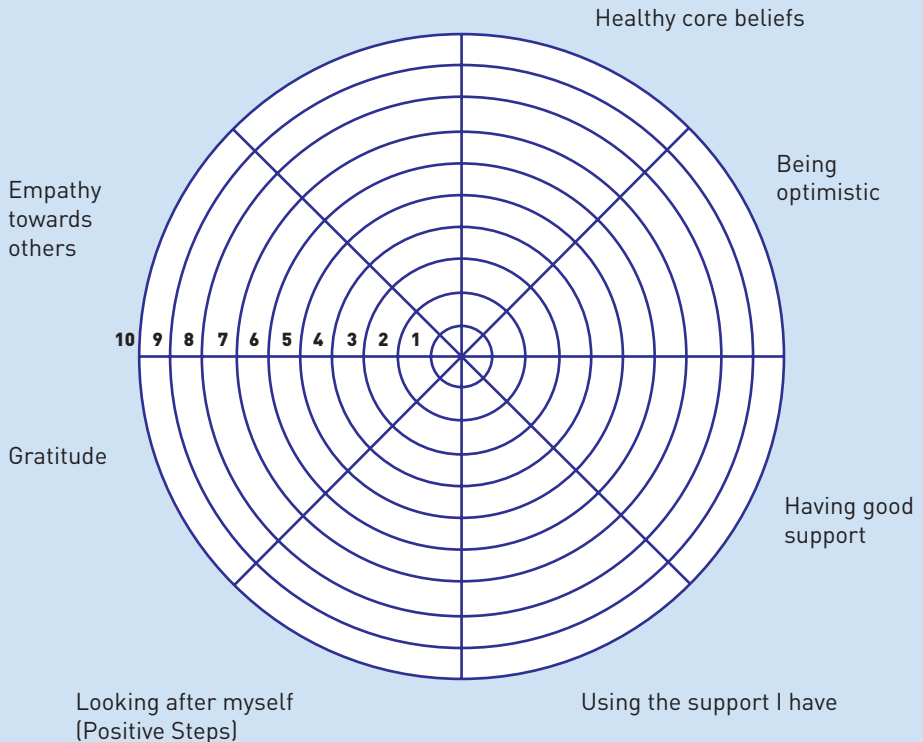 Healthy core beliefs
Being
optimistic
Empathy
towards
others
10 9 8 7 6 5 4 3 2 1
Gratitude
Having good
support
Looking after myself
(Positive Steps)
Using the support I have